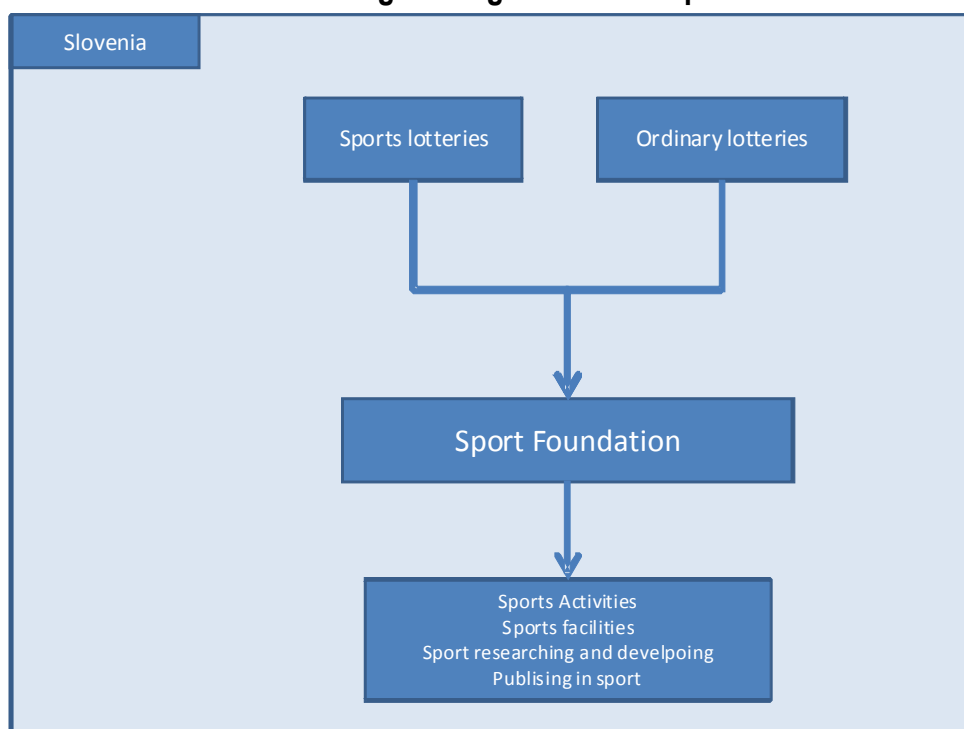 Slovenia
Sports lotteries
Ordinary lotteries
Sport Foundation
Sports Activities
Sports facilities
Sport researching and develpoing
Publising in sport